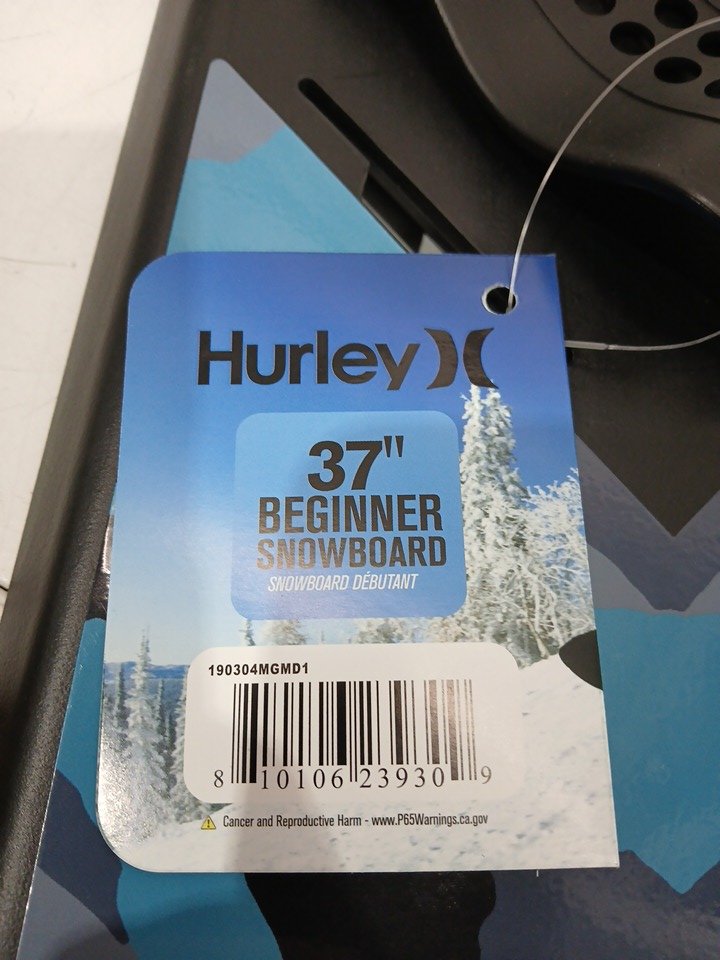 Hurley
37"
BEGINNER
SNOWBOARD
SNOWBOARD DÉBUTANT
190304MGMD1
8 10106 23930 9
Cancer and Reproductive Harm - www.P65Warnings.ca.gov